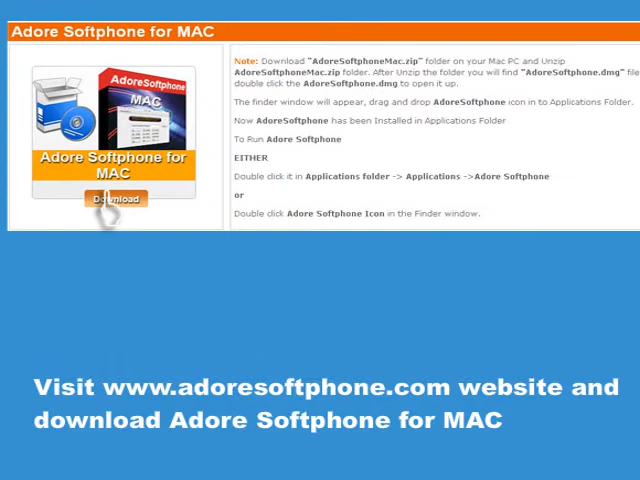 Adore Softphone for MAC
AdoreSoftphone
MAC
Adore Softphone for
MAC
Download
Note: Download "AdoreSoftphoneMac.zip" folder on your Mac PC and Unzip
AdoreSoftphoneMac.zip folder. After Unzip the folder you will find "AdoreSoftphone.dmg" file
double click the AdoreSoftphone.dmg to open it up.
The finder window will appear, drag and drop AdoreSoftphone icon in to Applications Folder.
Now AdoreSoftphone has been Installed in Applications Folder
To Run Adore Softphone
EITHER
Double click it in Applications folder -> Applications ->Adore Softphone
or
Double click Adore Softphone Icon in the Finder window.
Visit www.adoresoftphone.com website and
download Adore Softphone for MAC